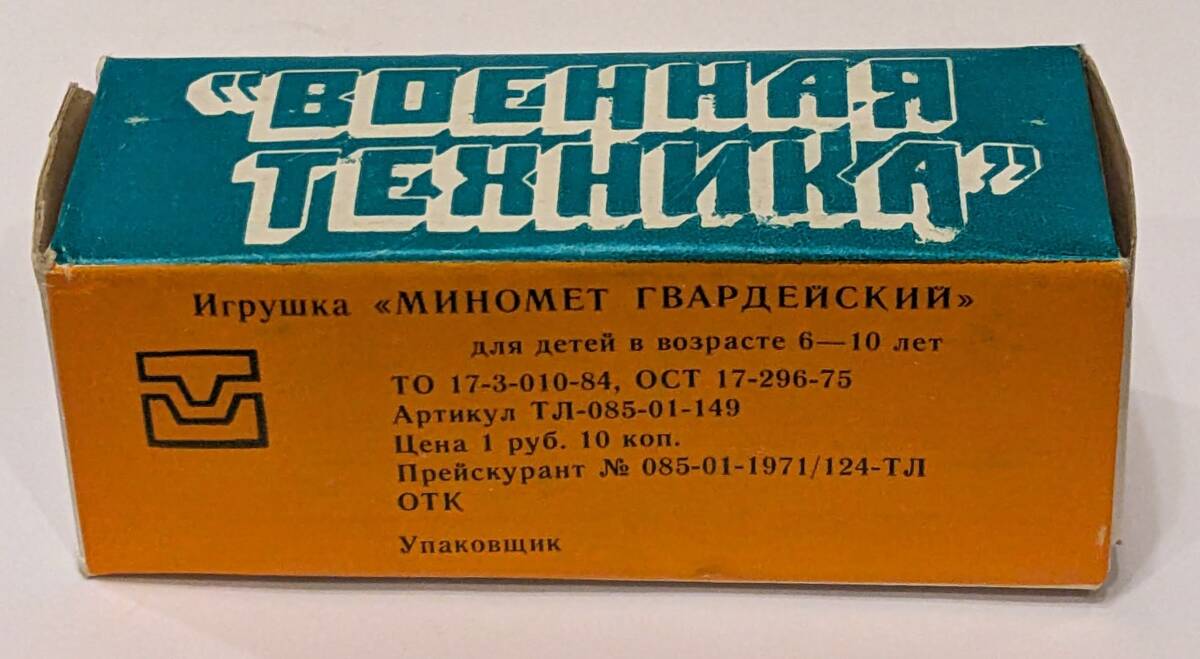 “ВОЕННАЯ
ТЕХНИКА”
Игрушка «МИНОМЕТ ГВАРДЕЙСКИЙ»
для детей в возрасте 6—10 лет
ТО 17-3-010-84, ОСТ 17-296-75
Артикул ТЛ-085-01-149
Цена 1 руб. 10 коп.
Прейскурант № 085-01-1971/124-ТЛ
ОТК
Упаковщик